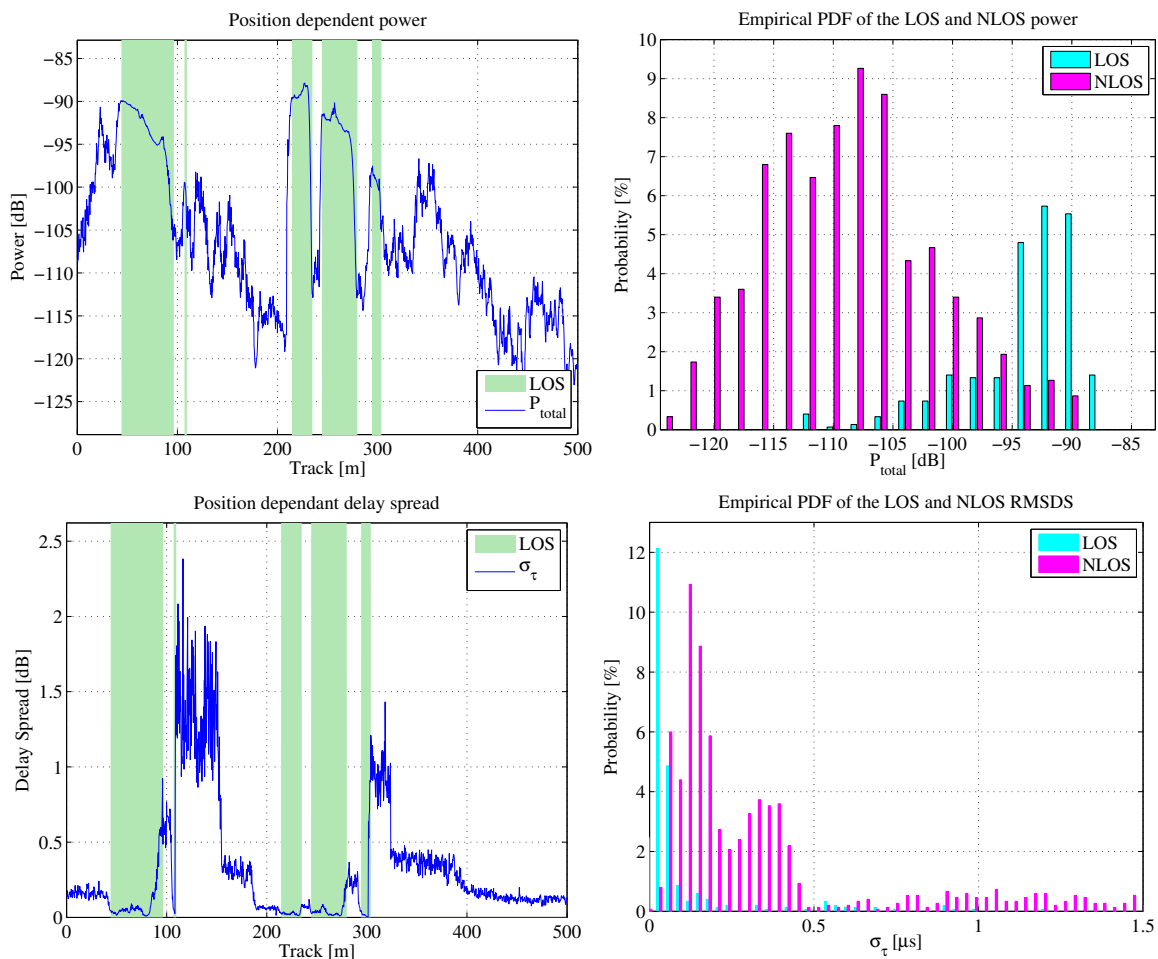 Position dependent power
Power [dB]
−85
−90
−95
−100
−105
−110
−115
−120
−125
0
100
200
300
400
500
Track [m]
LOS
P_total
Empirical PDF of the LOS and NLOS power
Probability [%]
10
9
8
7
6
5
4
3
2
1
0
−120
−115
−110
−105
−100
−95
−90
−85
P_total [dB]
LOS
NLOS
Position dependant delay spread
Delay Spread [dB]
2.5
2
1.5
1
0.5
0
0
100
200
300
400
500
Track [m]
LOS
σ_τ
Empirical PDF of the LOS and NLOS RMSDS
Probability [%]
12
10
8
6
4
2
0
0
0.5
1
1.5
σ_τ [μs]
LOS
NLOS